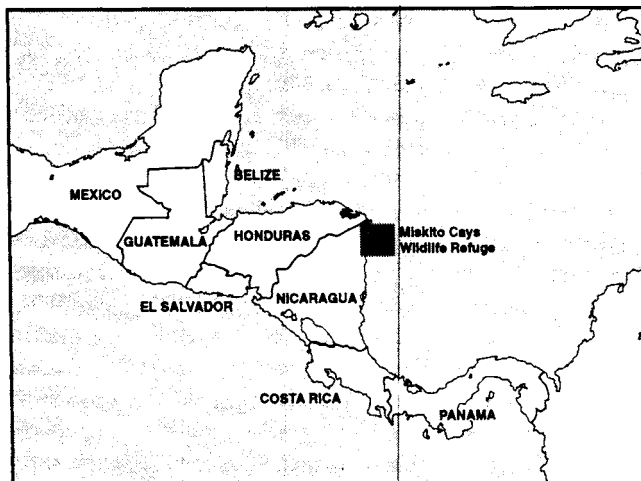 MEXICO
BELIZE
GUATEMALA
HONDURAS
Miskito Cays
Wildlife Refuge
EL SALVADOR
NICARAGUA
COSTA RICA
PANAMA